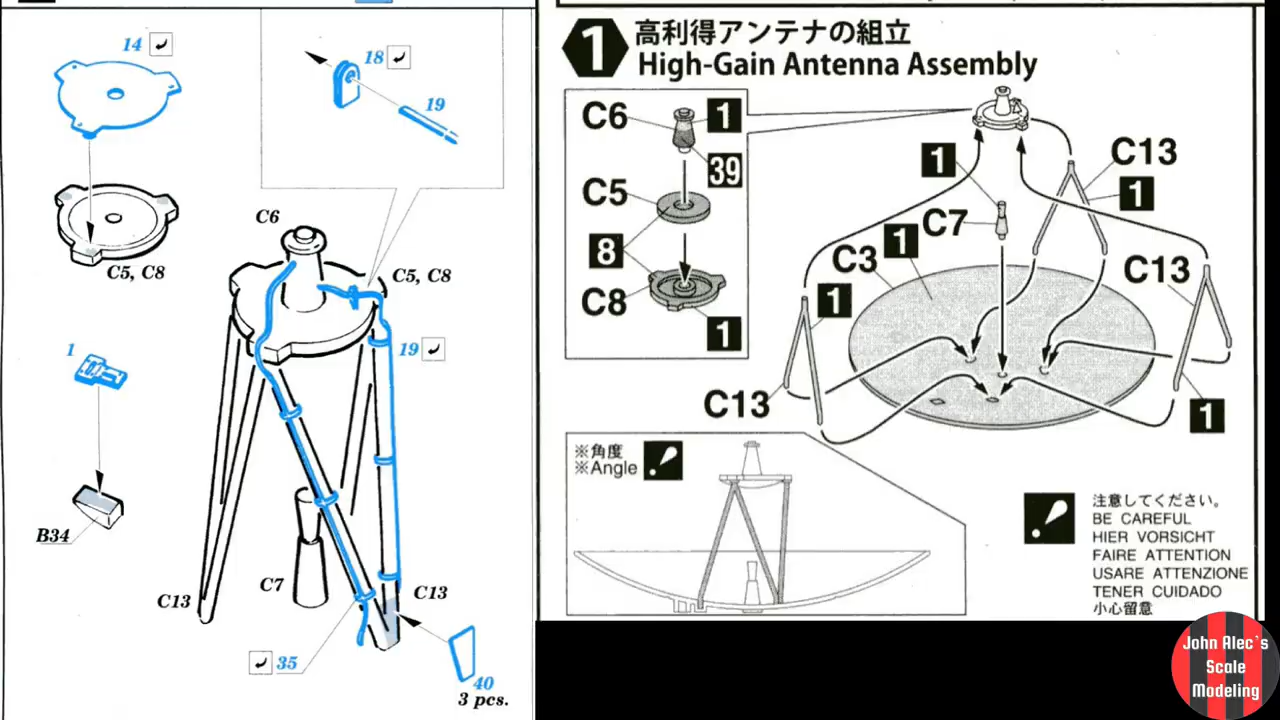 14
18
19
C5, C8
C6
C5, C8
1
19
B34
C7
C13
C13
35
40
3 pcs.
1
高利得アンテナの組立
High-Gain Antenna Assembly
C6
1
39
C5
8
C8
1
1
C13
1
C7
1
C3
C13
1
C13
1
※角度
※Angle
注意してください。
BE CAREFUL
HIER VORSICHT
FAIRE ATTENTION
USARE ATTENZIONE
TENER CUIDADO
小心留意
John Alec's
Scale
Modeling